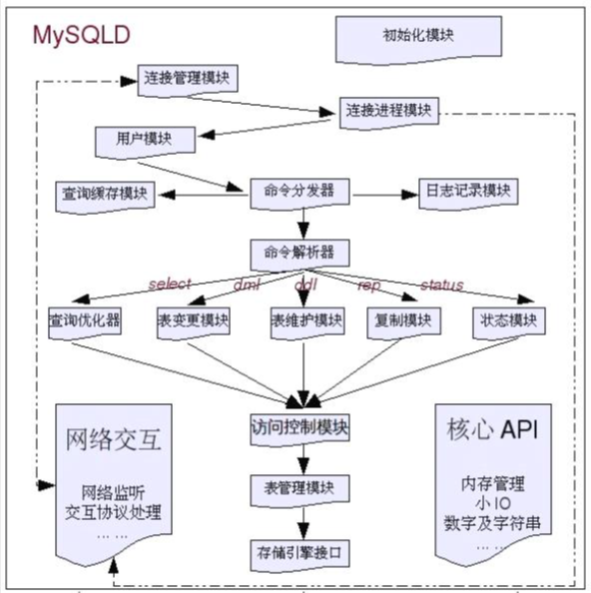 MySQLD
初始化模块
连接管理模块
连接进程模块
用户模块
查询缓存模块
命令分发器
日志记录模块
命令解析器
select
dml
ddl
rep
status
查询优化器
表变更模块
表维护模块
复制模块
状态模块
访问控制模块
网络交互
网络监听
交互协议处理
... ...
核心 API
内存管理
小 IO
数字及字符串
... ...
表管理模块
存储引擎接口